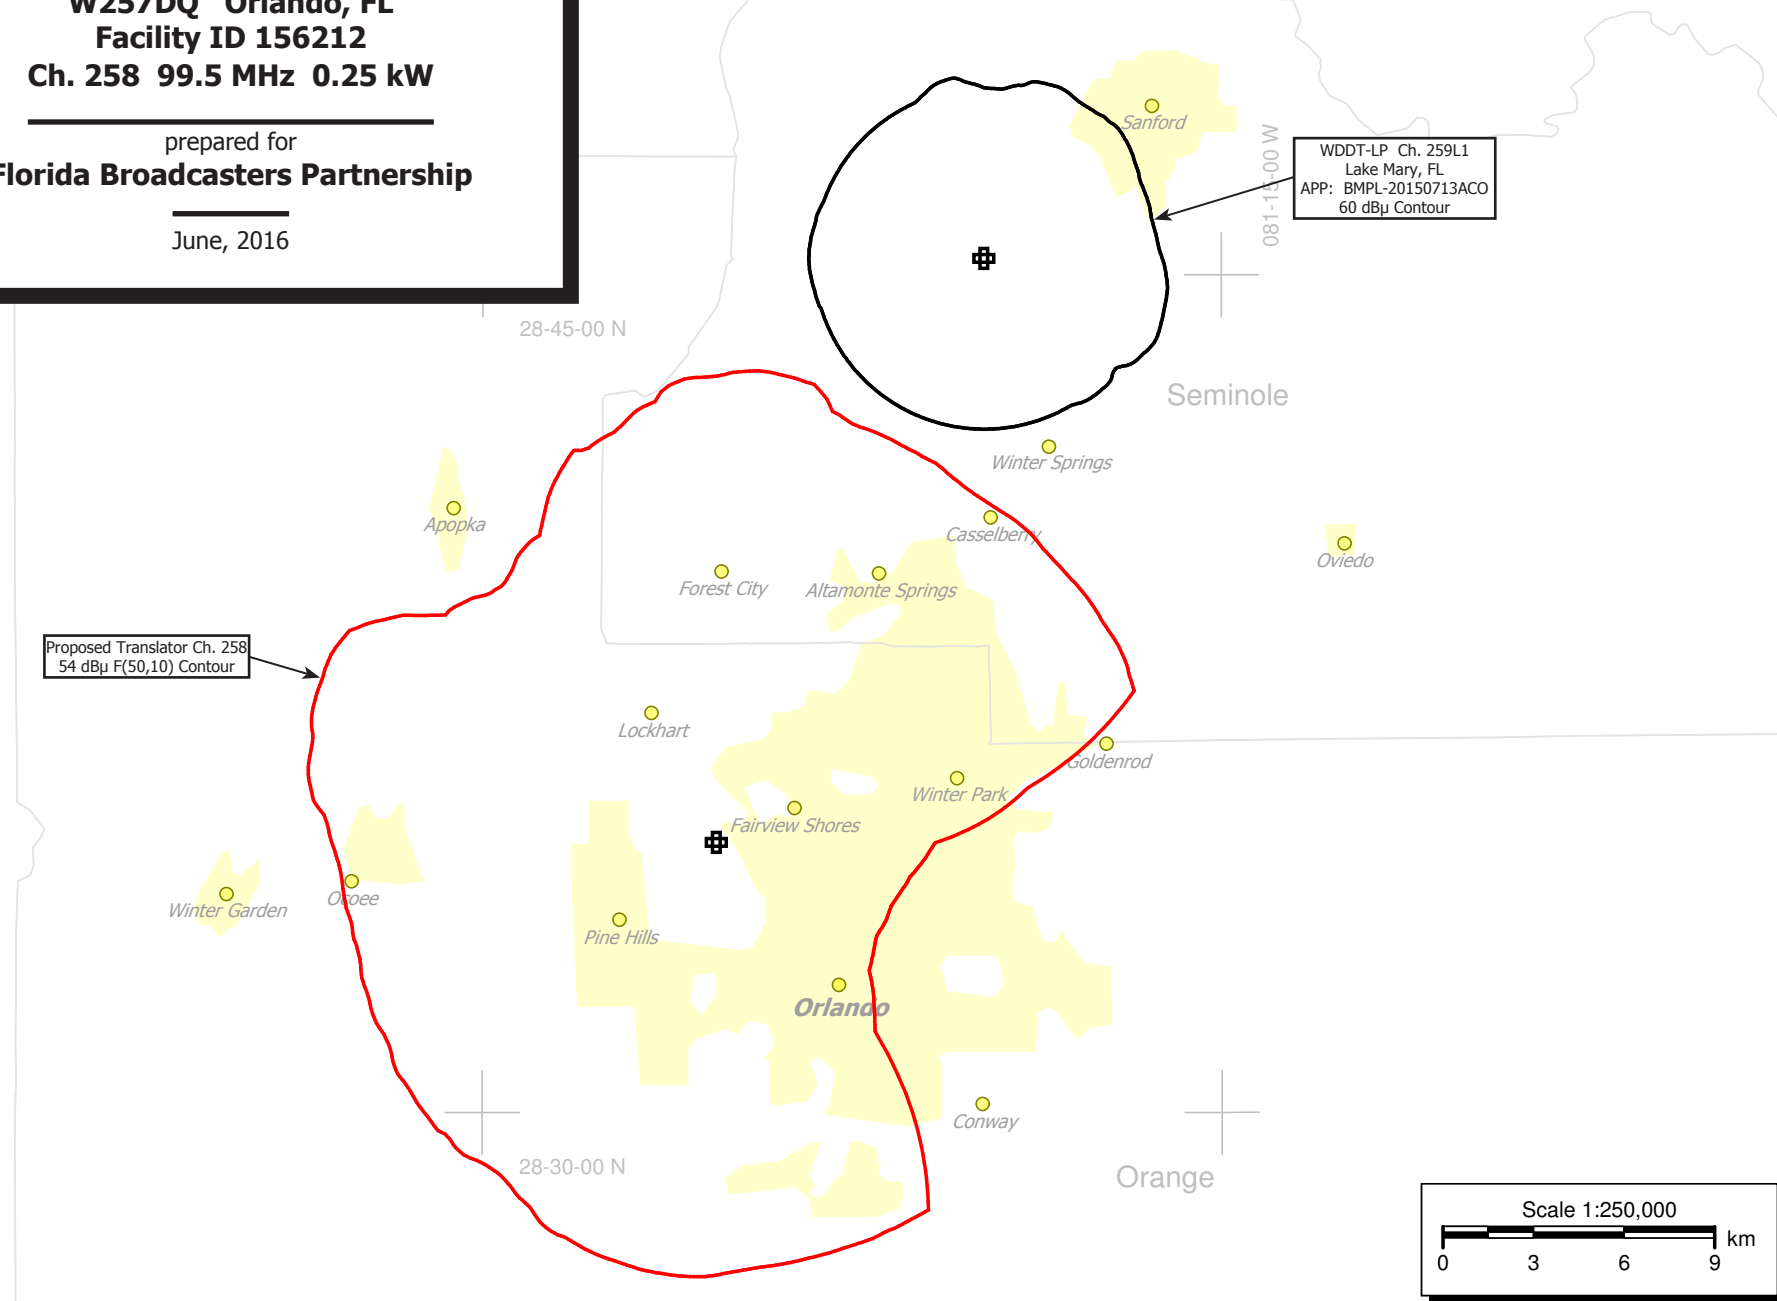 W257DQ Orlando, FL
Facility ID 156212
Ch. 258 99.5 MHz 0.25 kW
prepared for
Florida Broadcasters Partnership
June, 2016
Sanford
081-15-00 W
WDDT-LP Ch. 259L1
Lake Mary, FL
APP: BMPL-20150713ACO
60 dBµ Contour
28-45-00 N
Seminole
Winter Springs
Apopka
Casselberry
Oviedo
Forest City
Altamonte Springs
Proposed Translator Ch. 258
54 dBµ F(50,10) Contour
Lockhart
Goldenrod
Winter Park
Fairview Shores
Ocoee
Winter Garden
Pine Hills
Orlando
Conway
28-30-00 N
Orange
Scale 1:250,000
km
0 3 6 9